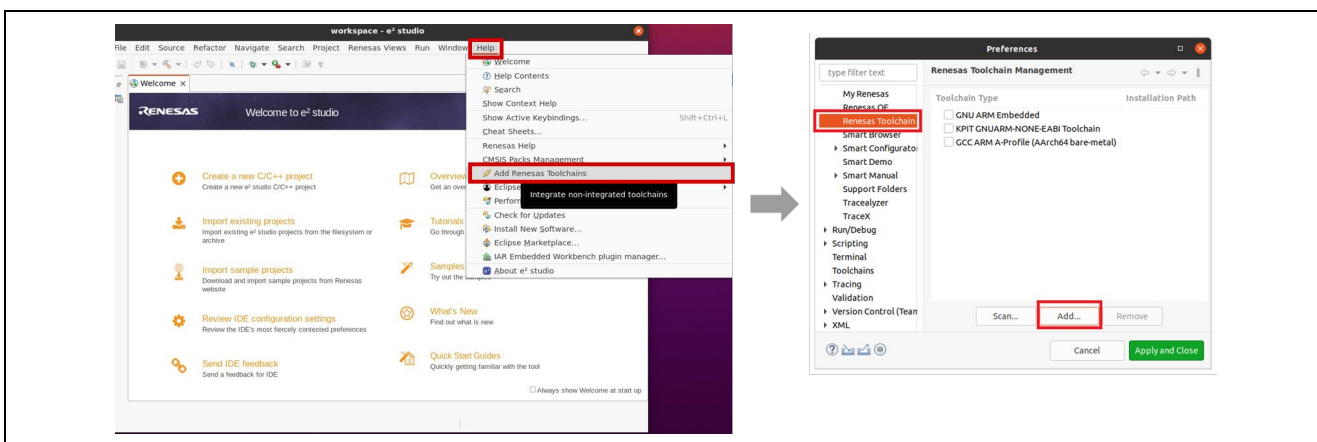 workspace - e² studio
File Edit Source Refactor Navigate Search Project Renesas Views Run Window Help
Welcome
RENESAS
Welcome to e² studio
Create a new C/C++ project
Create a new e² studio C/C++ project
Import existing projects
Import existing e² studio projects from the filesystem or
archive
Import sample projects
Download and import sample projects from Renesas
website
Review IDE configuration settings
Review the IDE's most fiercely contested preferences
Send IDE feedback
Send a feedback for IDE
Overview
Get an over
Tutorials
Go through
Samples
Try out the samples
What's New
Find out what is new
Quick Start Guides
Quickly getting familiar with the tool
Always show Welcome at start up
Welcome
Help Contents
Search
Show Context Help
Show Active Keybindings... Shift+Ctrl+L
Cheat Sheets...
Renesas Help
CMSIS Packs Management
Add Renesas Toolchains
Eclipse
Integrate non-integrated toolchains
Perforn
Check for Updates
Install New Software...
Eclipse Marketplace...
IAR Embedded Workbench plugin manager...
About e² studio
Preferences
type filter text
Renesas Toolchain Management
My Renesas
Renesas QE
Renesas Toolchain
Smart Browser
Smart Configurator
Smart Demo
Smart Manual
Support Folders
Tracealyzer
TraceX
Run/Debug
Scripting
Terminal
Toolchains
Tracing
Validation
Version Control (Team
XML
Toolchain Type Installation Path
GNU ARM Embedded
KPIT GNUARM-NONE-EABI Toolchain
GCC ARM A-Profile (AArch64 bare-metal)
Scan... Add... Remove
Cancel Apply and Close